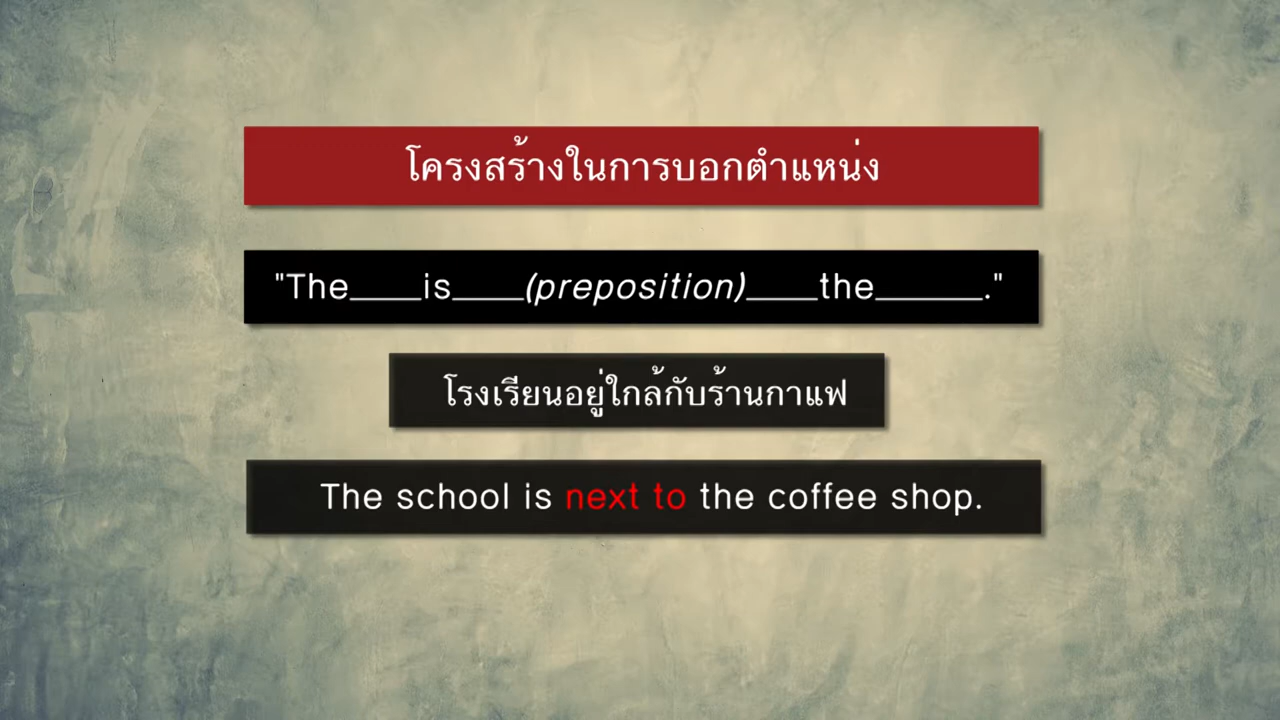 โครงสร้างในการบอกตำแหน่ง
"The____is____(preposition)____the______."
โรงเรียนอยู่ใกล้กับร้านกาแฟ
The school is next to the coffee shop.